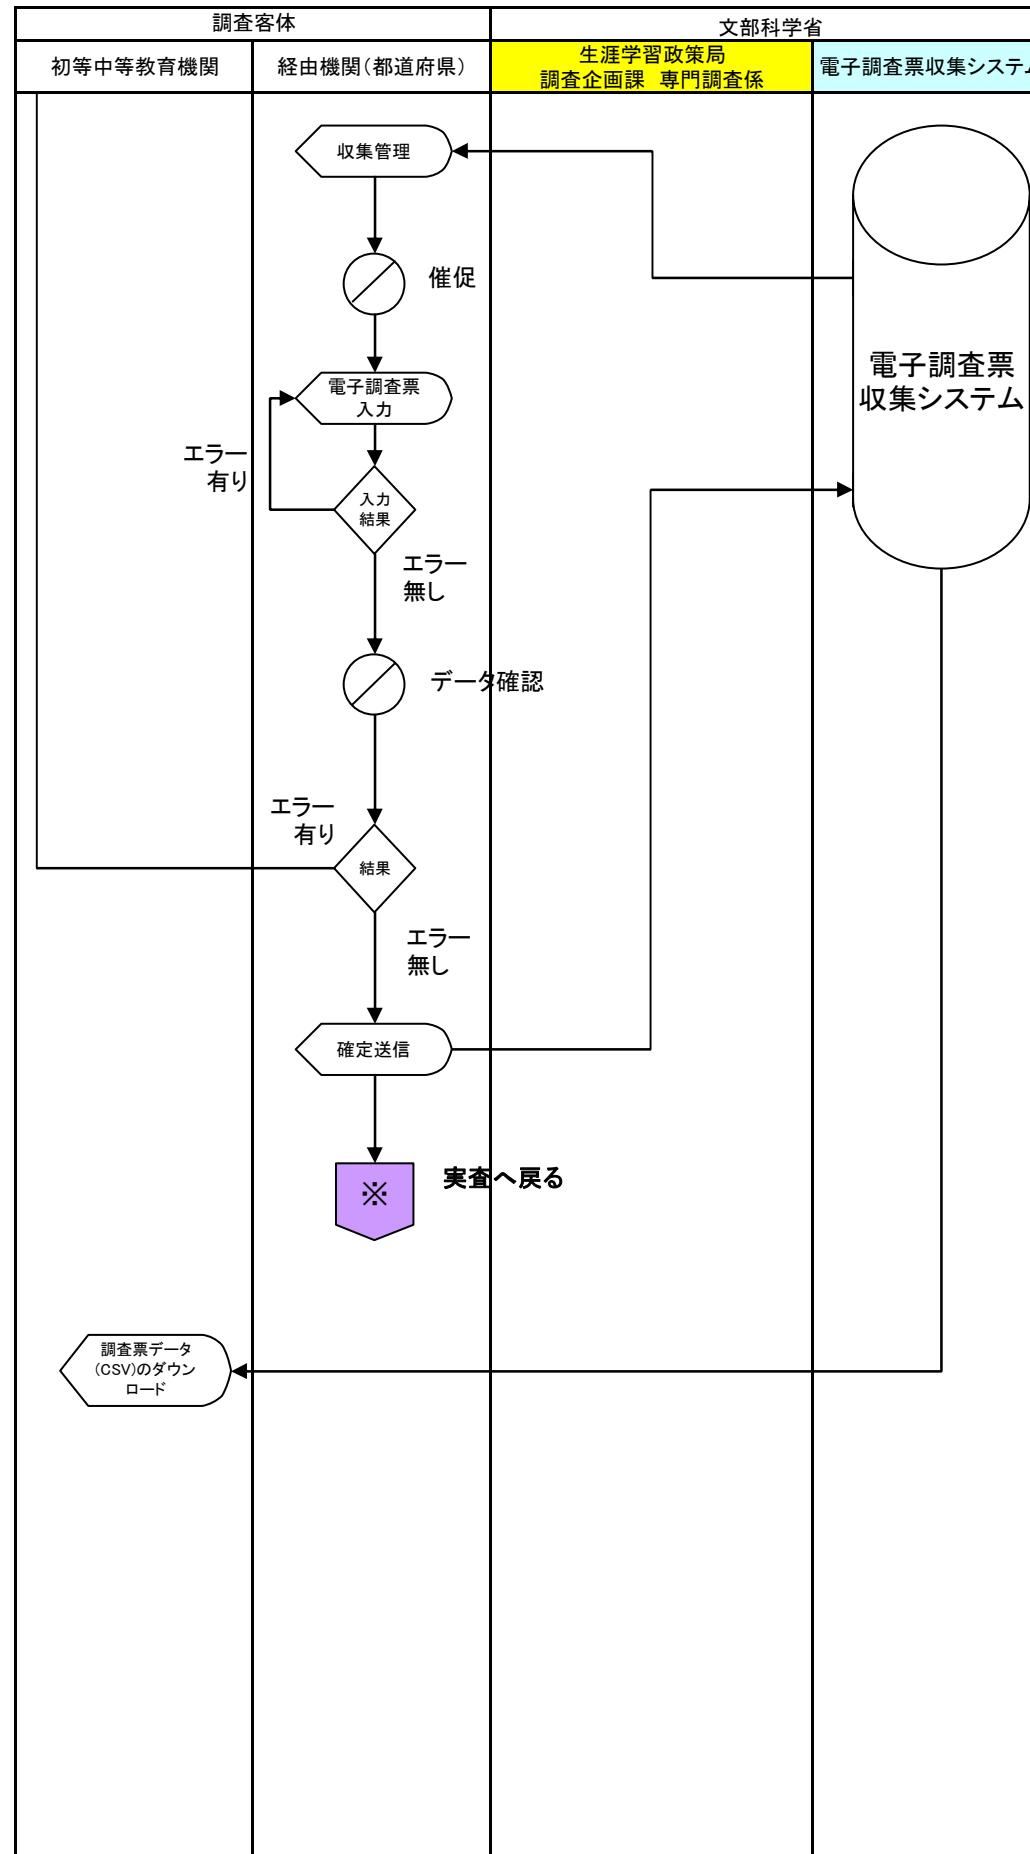 調査客体
文部科学省
初等中等教育機関
経由機関（都道府県）
生涯学習政策局
調査企画課　専門調査係
電子調査票収集システム
収集管理
催促
電子調査票
収集システム
電子調査票
入力
エラー
有り
入力
結果
エラー
無し
データ確認
エラー
有り
結果
エラー
無し
確定送信
※
実査へ戻る
調査票データ
(CSV)のダウン
ロード